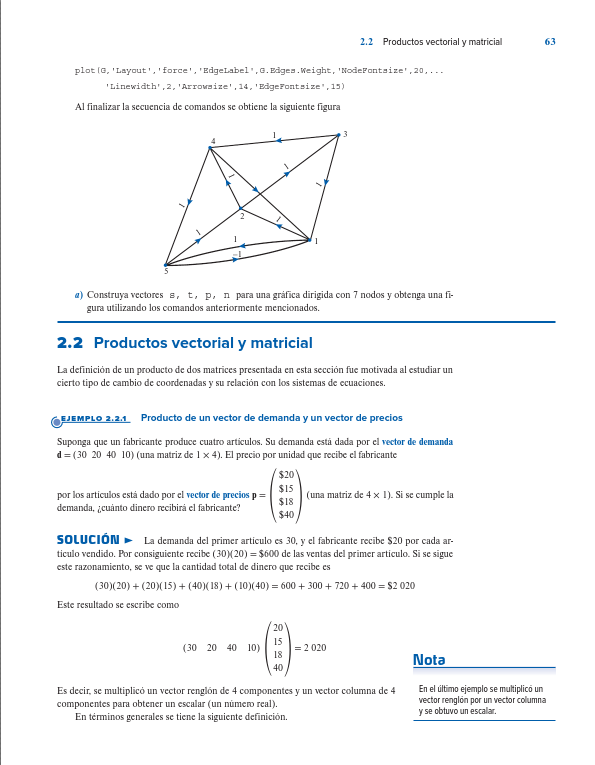 2.2 Productos vectorial y matricial 63
plot(G,'Layout','force','EdgeLabel',G.Edges.Weight,'NodeFontsize',20,...
'Linewidth',2,'Arrowsize',14,'EdgeFontsize',15)
Al finalizar la secuencia de comandos se obtiene la siguiente figura
1 3
4
1 1
1
1
2 1
1 1 1
-1
5
a) Construya vectores s, t, p, n para una gráfica dirigida con 7 nodos y obtenga una fi-
gura utilizando los comandos anteriormente mencionados.
2.2 Productos vectorial y matricial
La definición de un producto de dos matrices presentada en esta sección fue motivada al estudiar un
cierto tipo de cambio de coordenadas y su relación con los sistemas de ecuaciones.
EJEMPLO 2.2.1 Producto de un vector de demanda y un vector de precios
Suponga que un fabricante produce cuatro artículos. Su demanda está dada por el vector de demanda
d = (30 20 40 10) (una matriz de 1 × 4). El precio por unidad que recibe el fabricante
$20
$15
por los artículos está dado por el vector de precios p = (una matriz de 4 × 1). Si se cumple la
$18
demanda, ¿cuánto dinero recibirá el fabricante?
$40
SOLUCIÓN ► La demanda del primer artículo es 30, y el fabricante recibe $20 por cada ar-
tículo vendido. Por consiguiente recibe (30)(20) = $600 de las ventas del primer artículo. Si se sigue
este razonamiento, se ve que la cantidad total de dinero que recibe es
(30)(20) + (20)(15) + (40)(18) + (10)(40) = 600 + 300 + 720 + 400 = $2 020
Este resultado se escribe como
20
15
(30 20 40 10) = 2 020
18
40
Es decir, se multiplicó un vector renglón de 4 componentes y un vector columna de 4
componentes para obtener un escalar (un número real).
En términos generales se tiene la siguiente definición.
Nota
En el último ejemplo se multiplicó un
vector renglón por un vector columna
y se obtuvo un escalar.